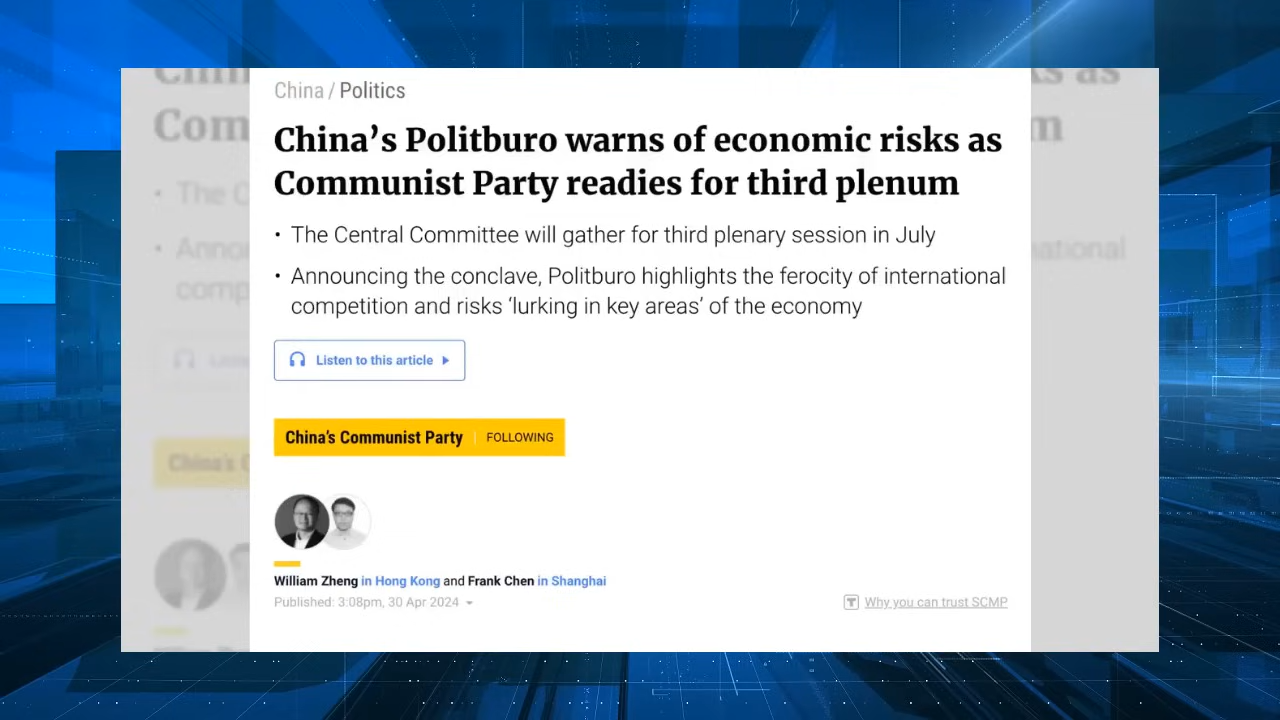 China / Politics
China’s Politburo warns of economic risks as
Communist Party readies for third plenum
• The Central Committee will gather for third plenary session in July
• Announcing the conclave, Politburo highlights the ferocity of international
competition and risks ‘lurking in key areas’ of the economy
Listen to this article
China's Communist Party | FOLLOWING
William Zheng in Hong Kong and Frank Chen in Shanghai
Published: 3:08pm, 30 Apr 2024
Why you can trust SCMP